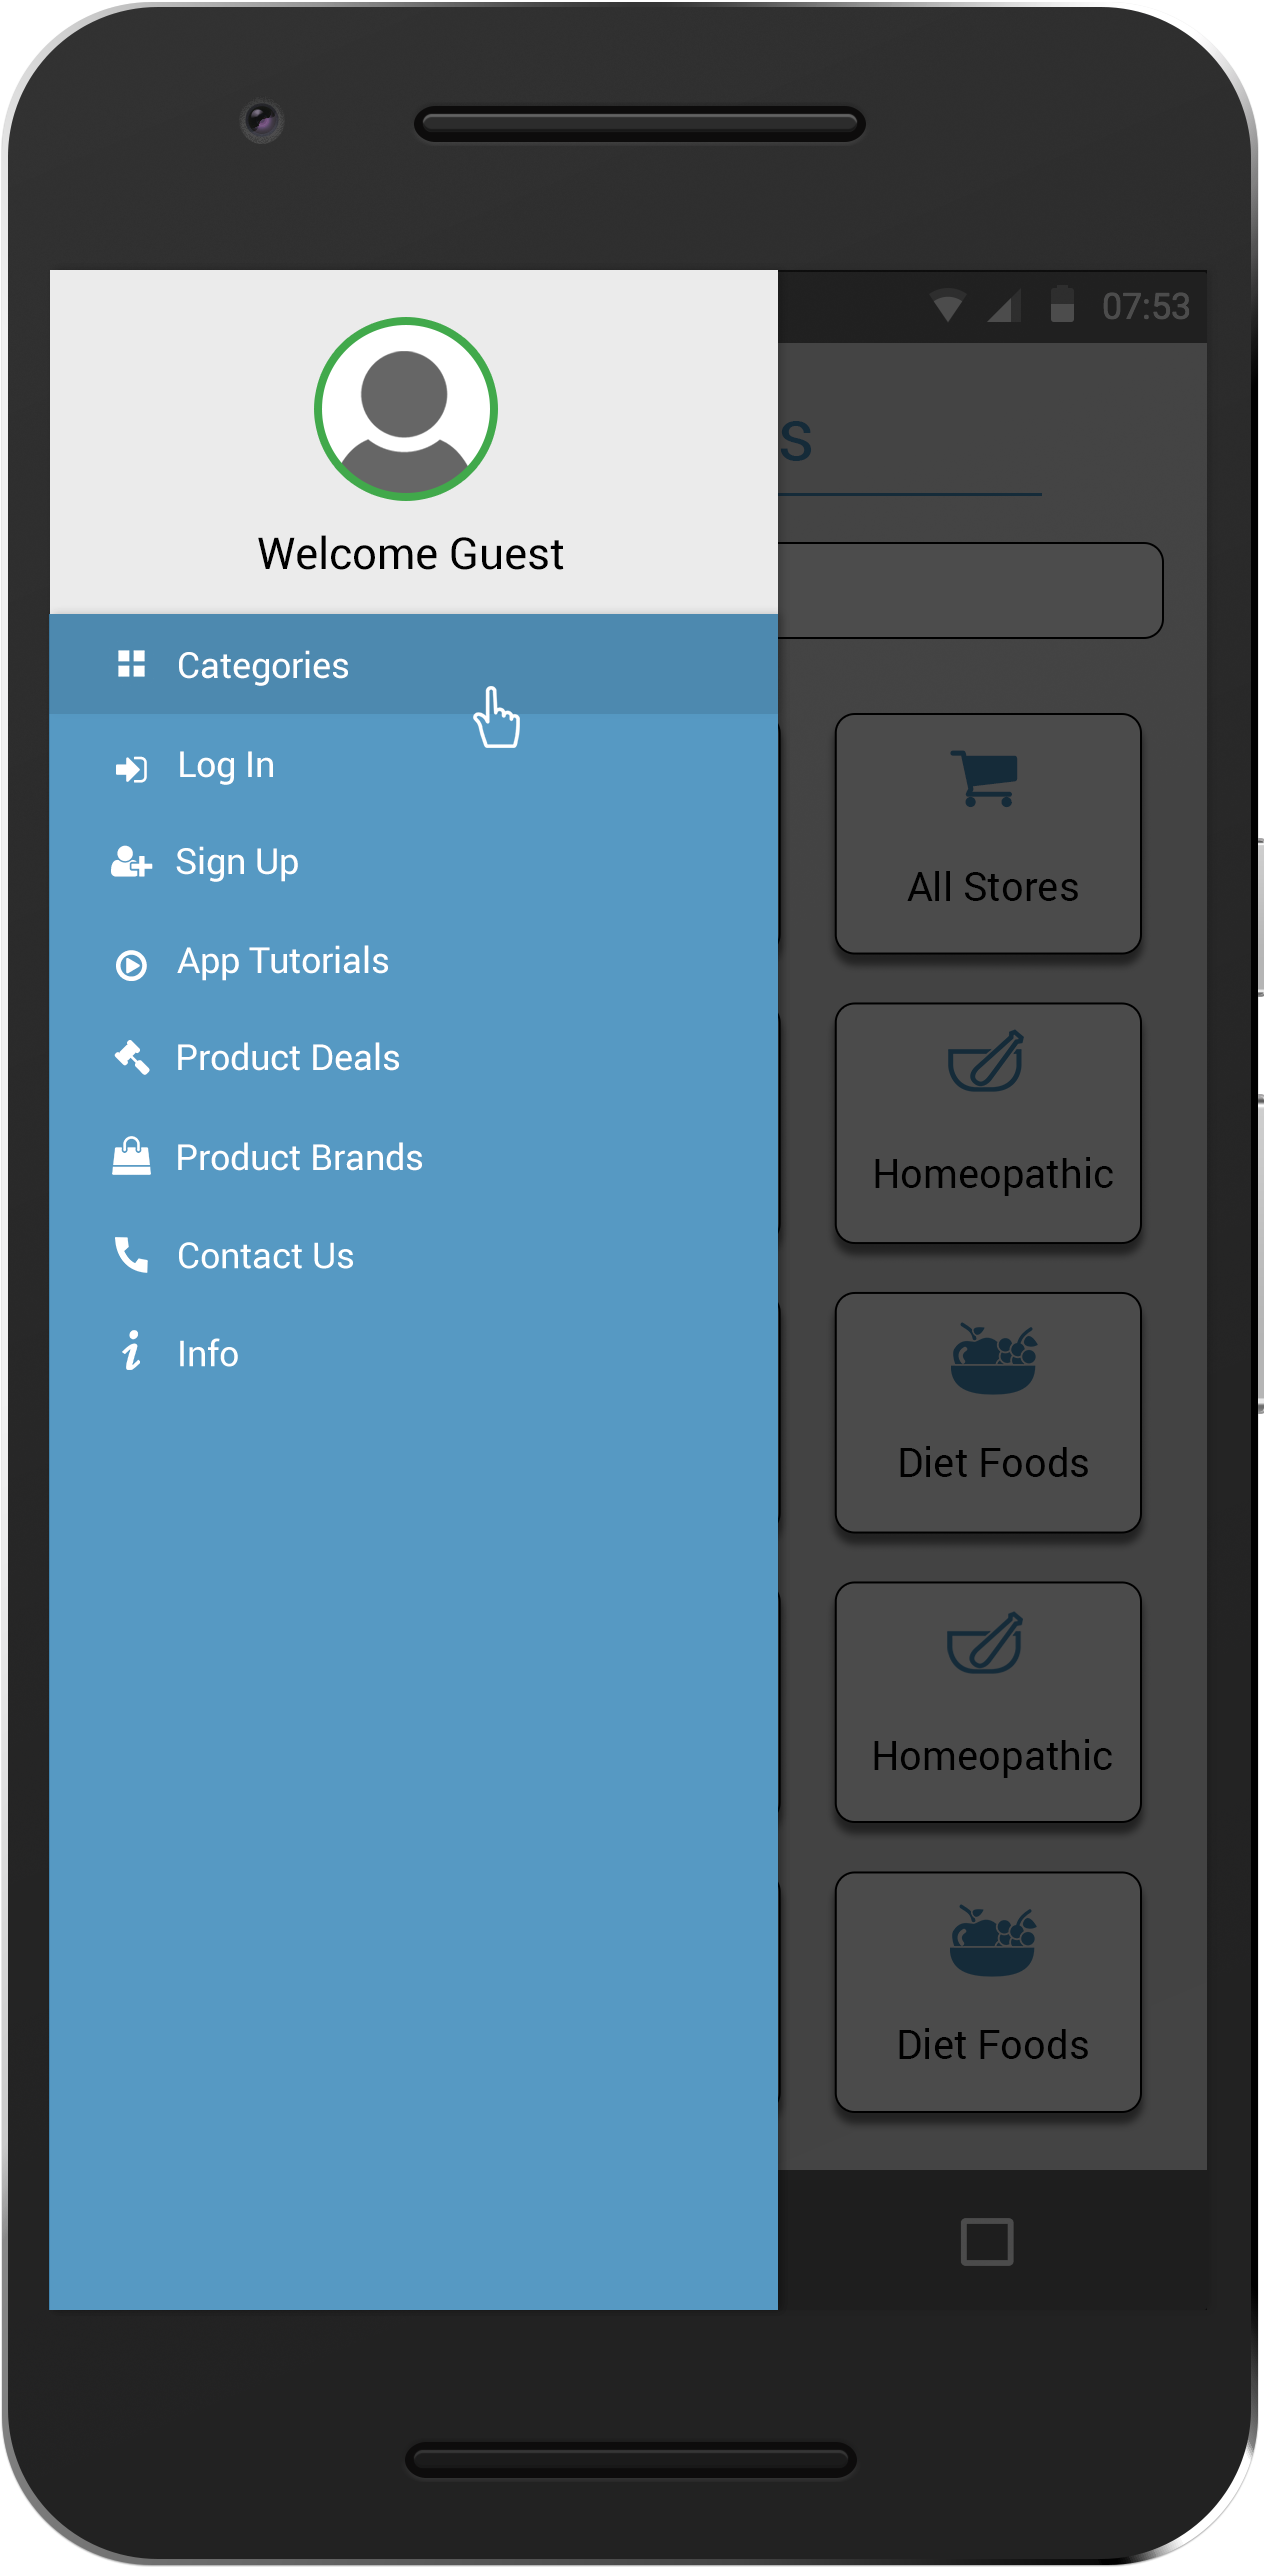 07:53
s
Welcome Guest
Categories
Log In
Sign Up
App Tutorials
Product Deals
Product Brands
Contact Us
Info
All Stores
Homeopathic
Diet Foods
Homeopathic
Diet Foods